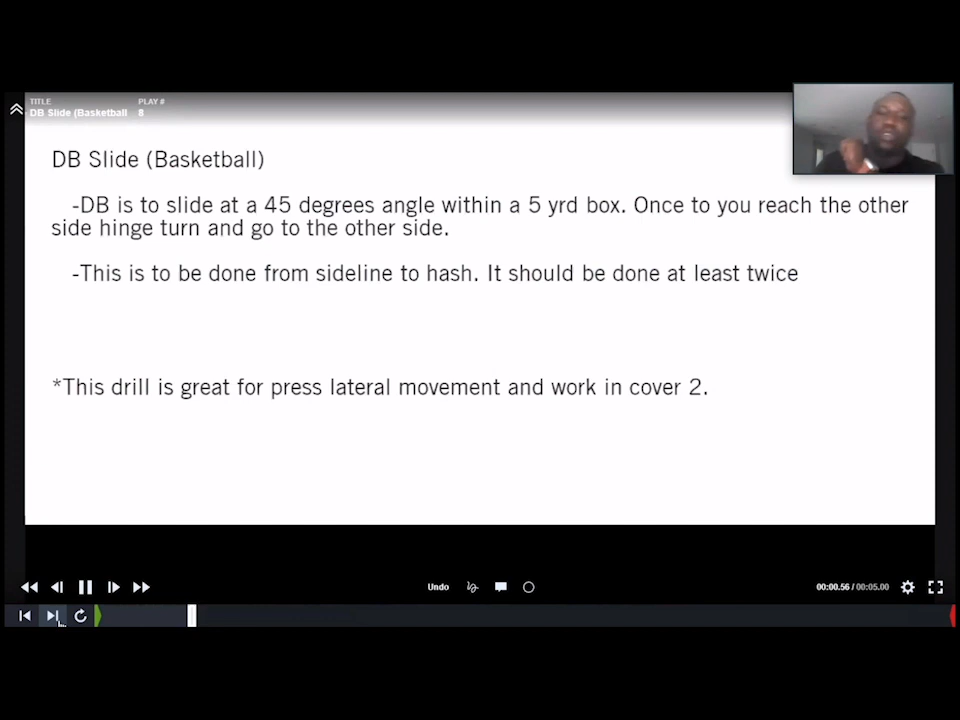 TITLE PLAY #
DB Slide (Basketball 8
DB Slide (Basketball)
-DB is to slide at a 45 degrees angle within a 5 yrd box. Once to you reach the other
side hinge turn and go to the other side.
-This is to be done from sideline to hash. It should be done at least twice
*This drill is great for press lateral movement and work in cover 2.
Undo 00:00.56 / 00:05.00